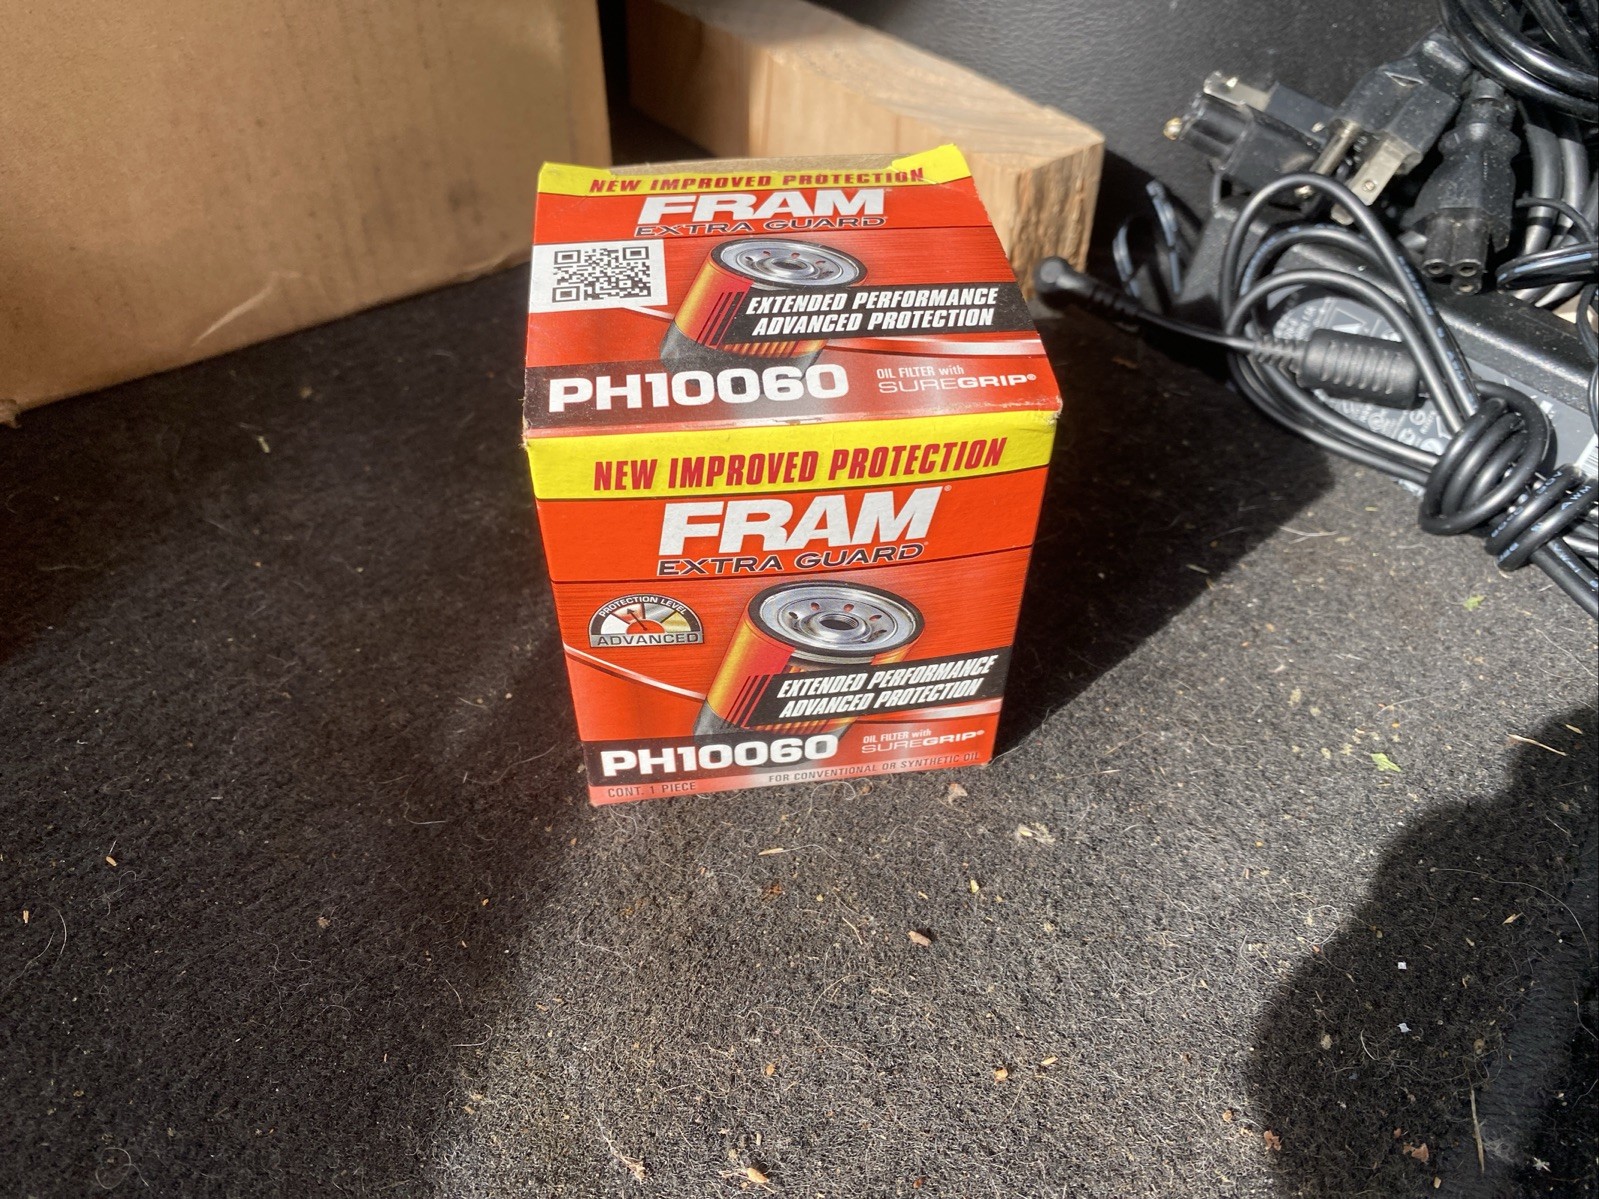 NEW IMPROVED PROTECTION
FRAM
EXTRA GUARD
EXTENDED PERFORMANCE
ADVANCED PROTECTION
PH10060
OIL FILTER with
SUREGRIP®
NEW IMPROVED PROTECTION
FRAM®
EXTRA GUARD
PROTECTION LEVEL
ADVANCED
EXTENDED PERFORMANCE
ADVANCED PROTECTION
PH10060
OIL FILTER with
SUREGRIP®
FOR CONVENTIONAL OR SYNTHETIC OIL
CONT. 1 PIECE